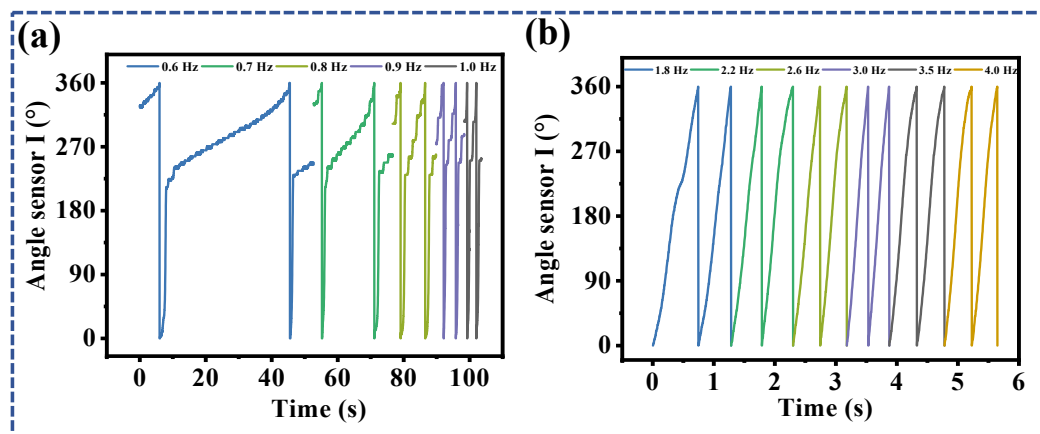 (a)
0.6 Hz 0.7 Hz 0.8 Hz 0.9 Hz 1.0 Hz
360
270
180
90
0
Angle sensor I (°)
0 20 40 60 80 100
Time (s)
(b)
1.8 Hz 2.2 Hz 2.6 Hz 3.0 Hz 3.5 Hz 4.0 Hz
360
270
180
90
0
Angle sensor I (°)
0 1 2 3 4 5 6
Time (s)